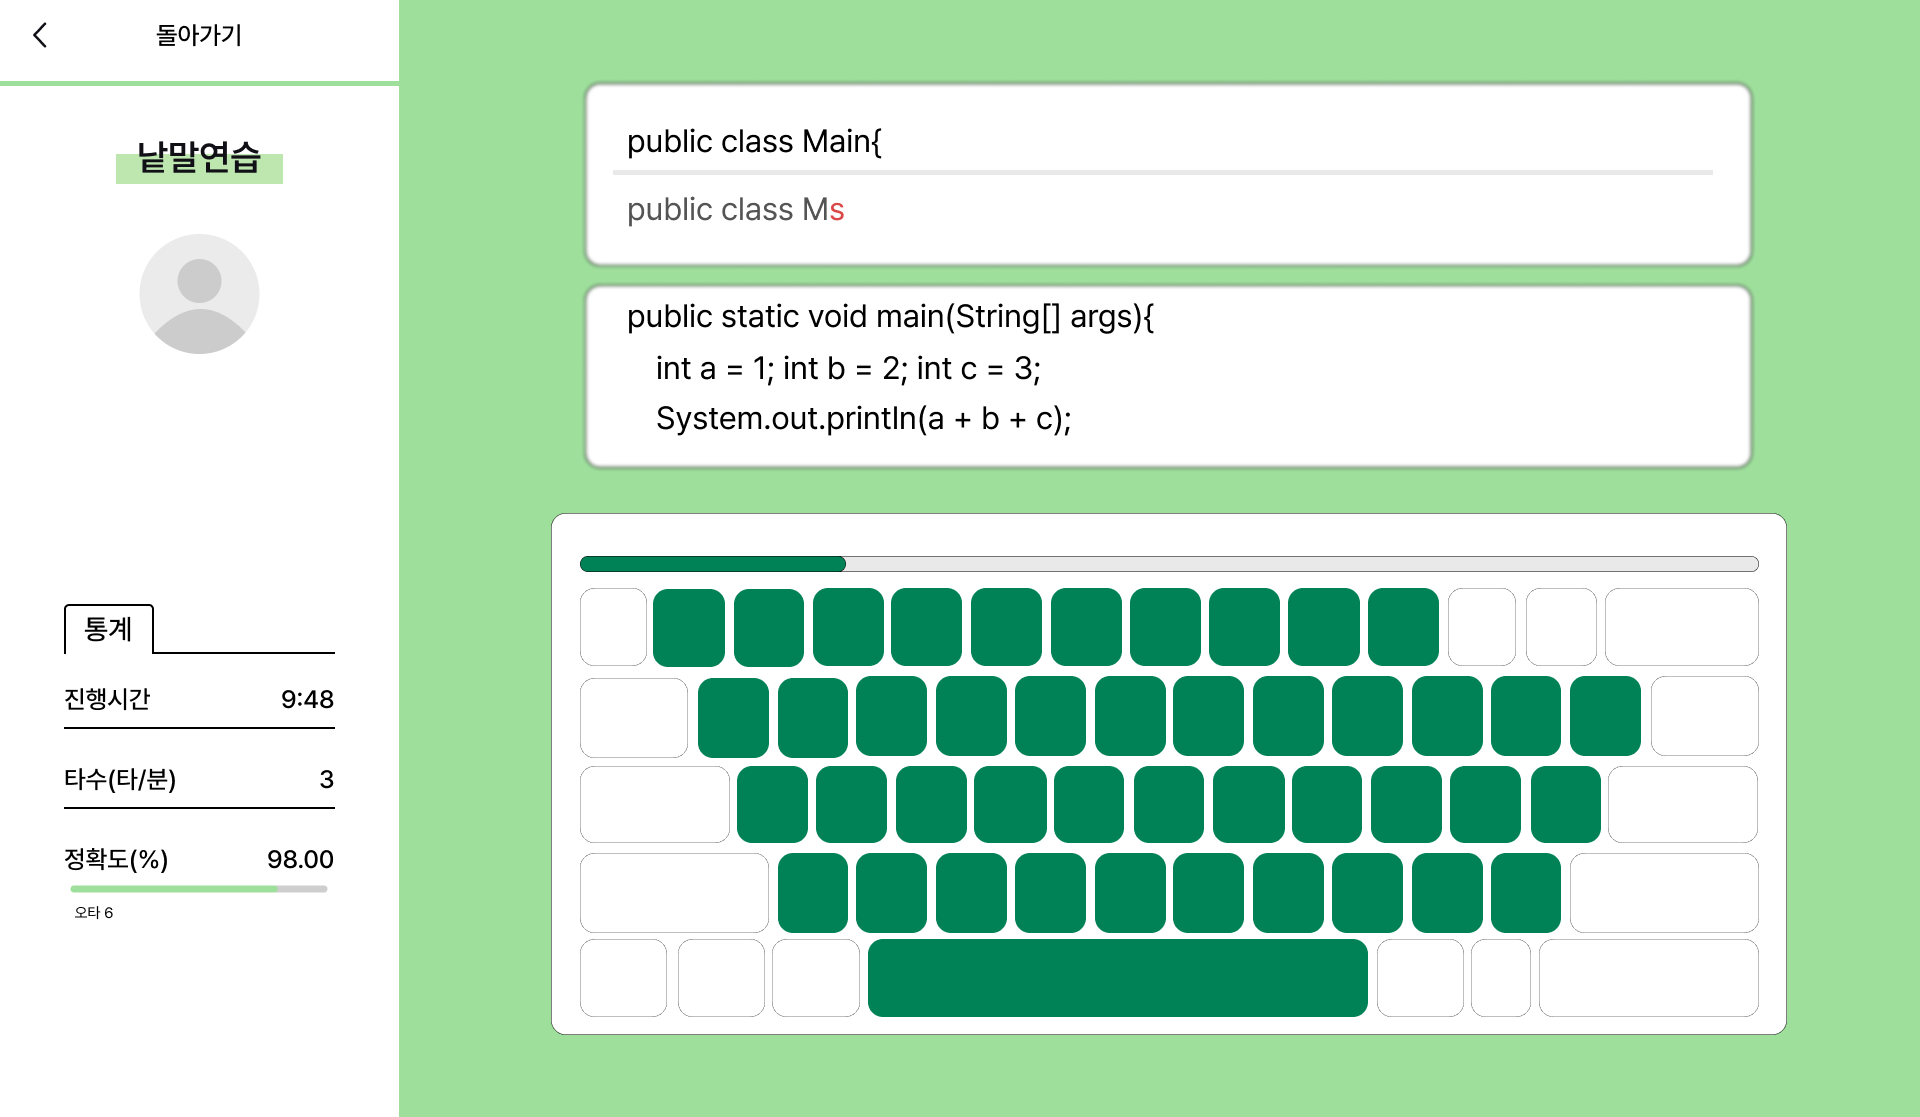 돌아가기
낱말연습
통계
진행시간 9:48
타수(타/분) 3
정확도(%) 98.00
오타 6
public class Main{
public class Ms
public static void main(String[] args){
int a = 1; int b = 2; int c = 3;
System.out.println(a + b + c);